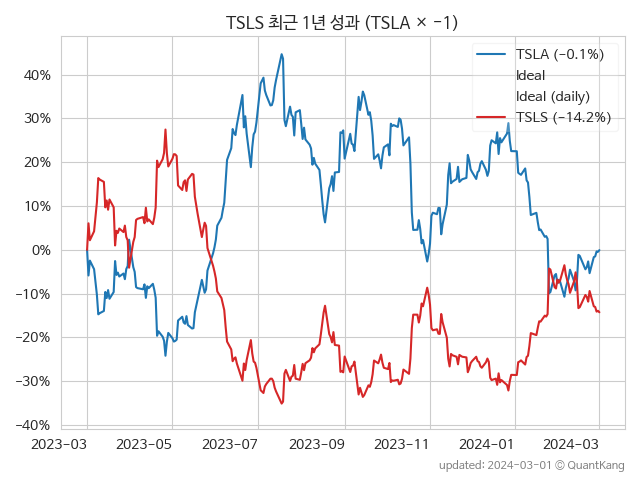 TSLS 최근 1년 성과 (TSLA × −1)
TSLA (−0.1%)
Ideal
Ideal (daily)
TSLS (−14.2%)
40%
30%
20%
10%
0%
−10%
−20%
−30%
−40%
2023-03 2023-05 2023-07 2023-09 2023-11 2024-01 2024-03
updated: 2024-03-01 © QuantKang